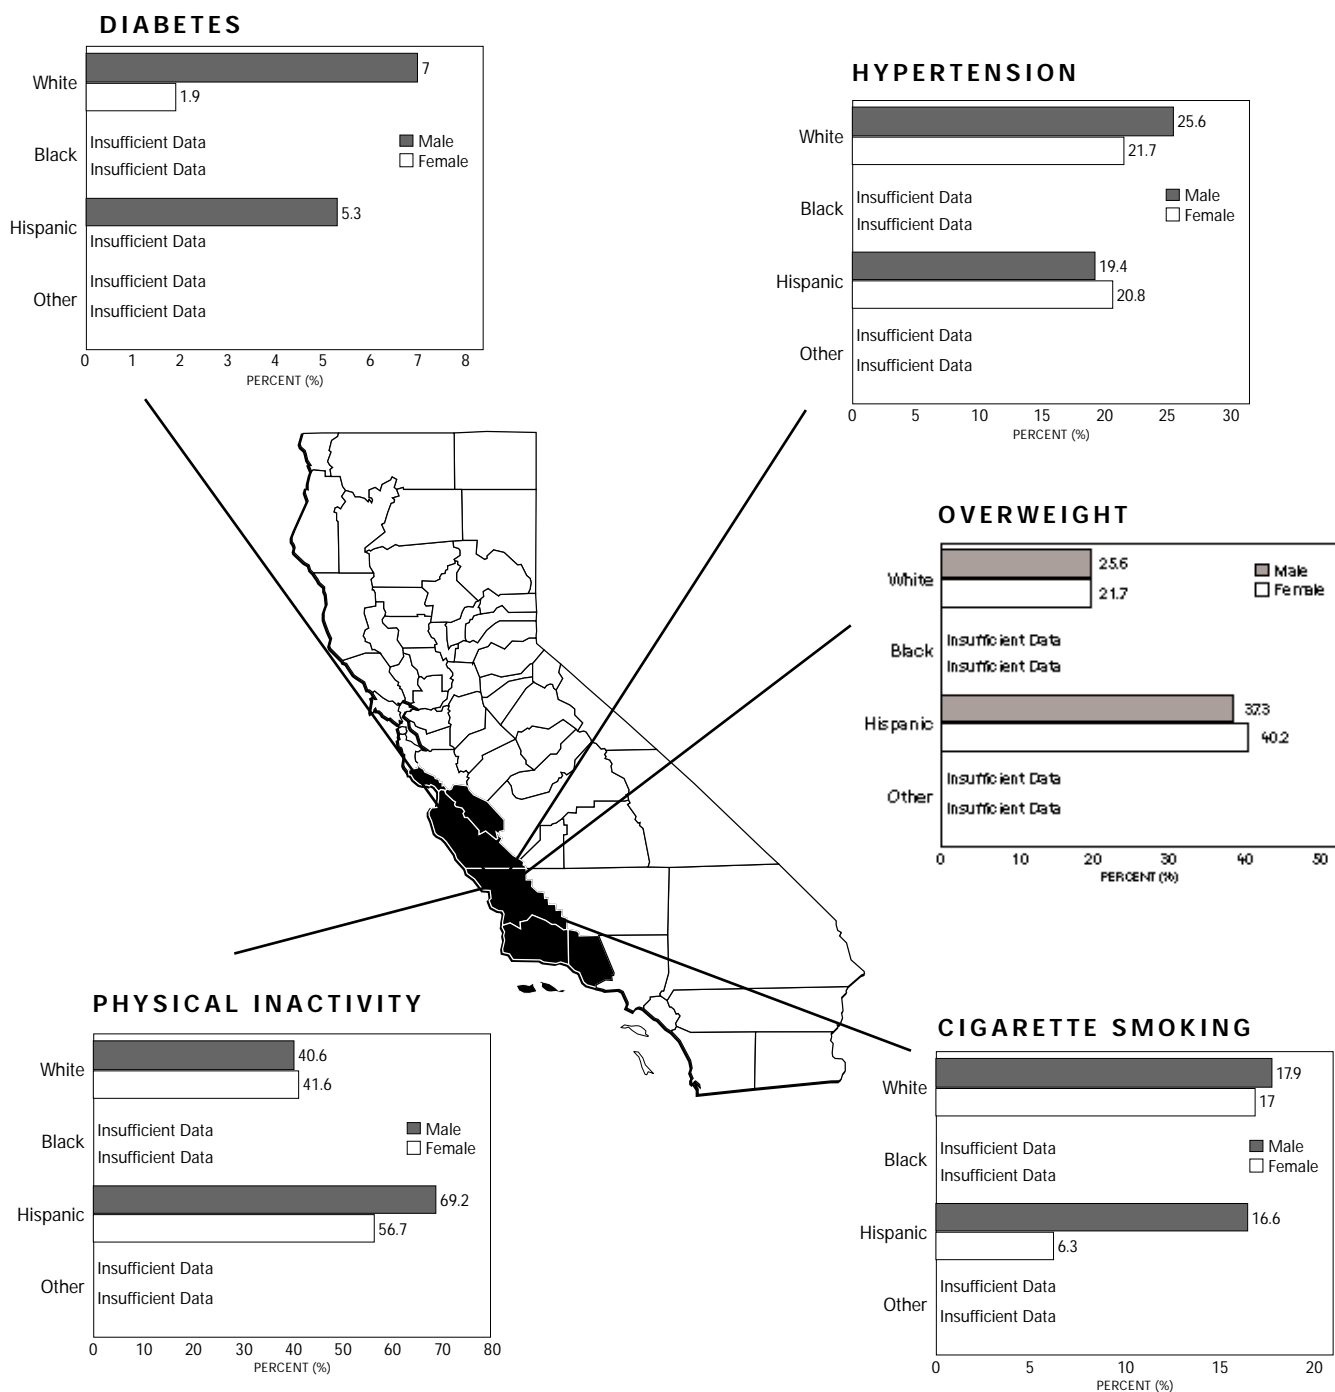 DIABETES
White
7
1.9
Black
Insufficient Data
Insufficient Data
Male
Female
Hispanic
5.3
Insufficient Data
Other
Insufficient Data
Insufficient Data
0 1 2 3 4 5 6 7 8
PERCENT (%)
HYPERTENSION
White
25.6
21.7
Black
Insufficient Data
Insufficient Data
Male
Female
Hispanic
19.4
20.8
Other
Insufficient Data
Insufficient Data
0 5 10 15 20 25 30
PERCENT (%)
OVERWEIGHT
White
25.6
21.7
Male
Female
Black
Insufficient Data
Insufficient Data
Hispanic
37.3
40.2
Other
Insufficient Data
Insufficient Data
0 10 20 30 40 50
PERCENT (%)
PHYSICAL INACTIVITY
White
40.6
41.6
Black
Insufficient Data
Insufficient Data
Male
Female
Hispanic
69.2
56.7
Other
Insufficient Data
Insufficient Data
0 10 20 30 40 50 60 70 80
PERCENT (%)
CIGARETTE SMOKING
White
17.9
17
Black
Insufficient Data
Insufficient Data
Male
Female
Hispanic
16.6
6.3
Other
Insufficient Data
Insufficient Data
0 5 10 15 20
PERCENT (%)